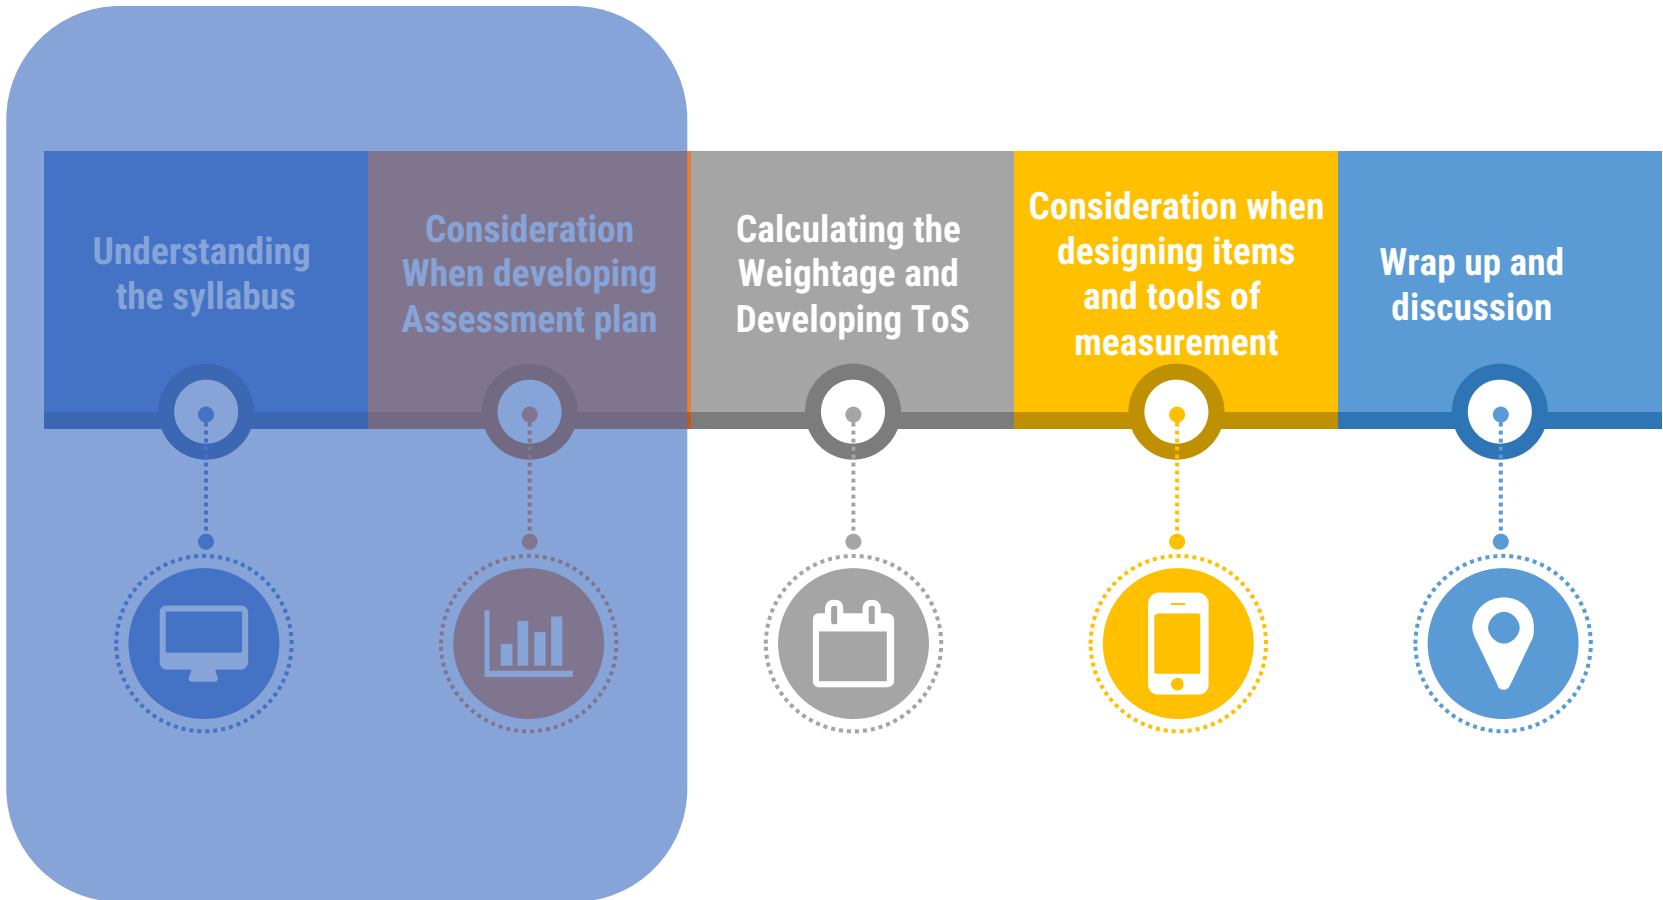 Understanding
the syllabus
Consideration
When developing
Assessment plan
Calculating the
Weightage and
Developing ToS
Consideration when
designing items
and tools of
measurement
Wrap up and
discussion